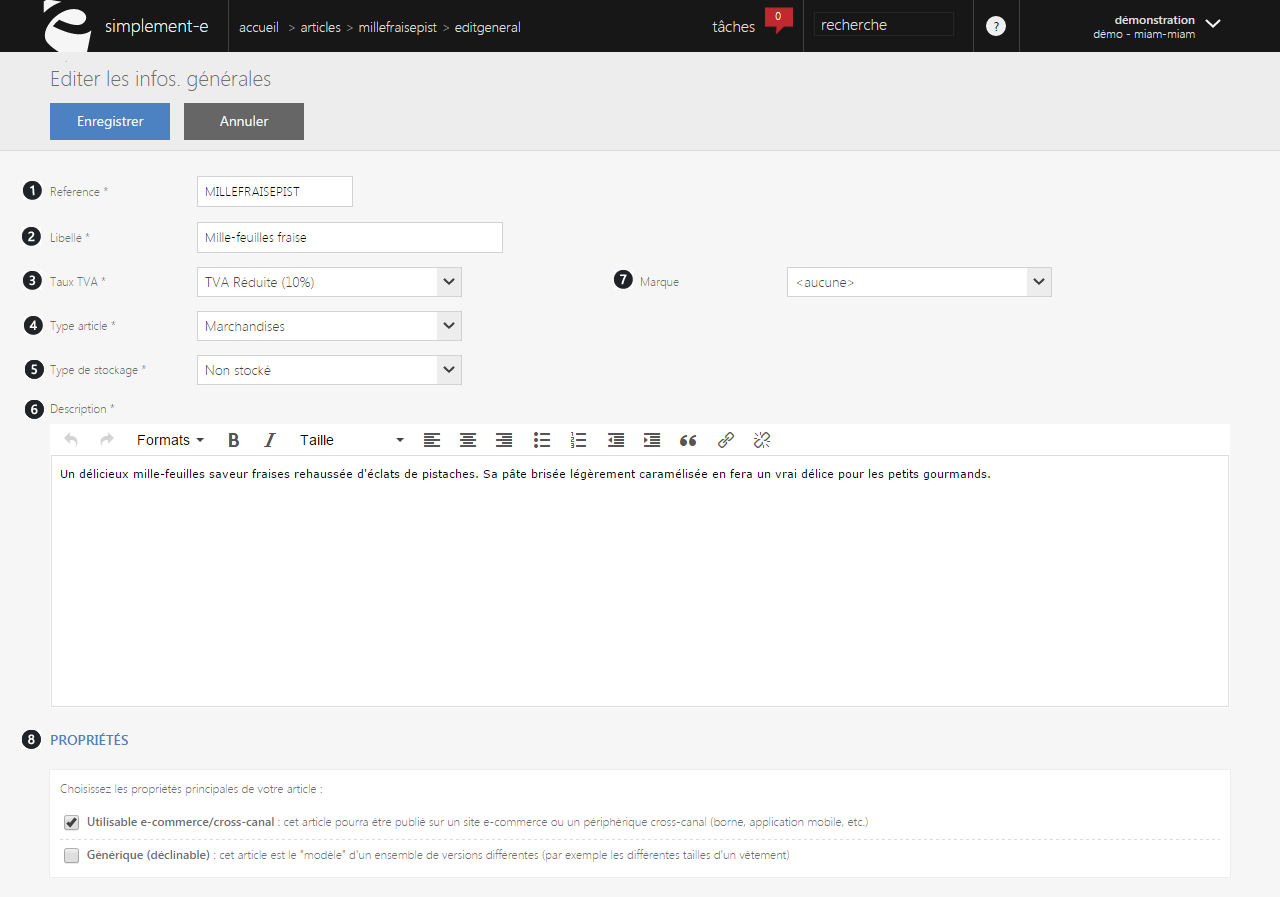 simplement-e
accueil > articles > millefraisepist > editgeneral
tâches 0
recherche
?
démonstration
démo - miam-miam
Editer les infos. générales
Enregistrer Annuler
1 Reference * MILLEFRAISEPIST
2 Libellé * Mille-feuilles fraise
3 Taux TVA * TVA Réduite (10%)
7 Marque <aucune>
4 Type article * Marchandises
5 Type de stockage * Non stocké
6 Description *
Formats B I Taille
Un délicieux mille-feuilles saveur fraises rehaussée d'éclats de pistaches. Sa pâte brisée légèrement caramélisée en fera un vrai délice pour les petits gourmands.
8 PROPRIÉTÉS
Choisissez les propriétés principales de votre article :
Utilisable e-commerce/cross-canal : cet article pourra être publié sur un site e-commerce ou un périphérique cross-canal (borne, application mobile, etc.)
Générique (déclinable) : cet article est le "modèle" d'un ensemble de versions différentes (par exemple les différentes tailles d'un vêtement)